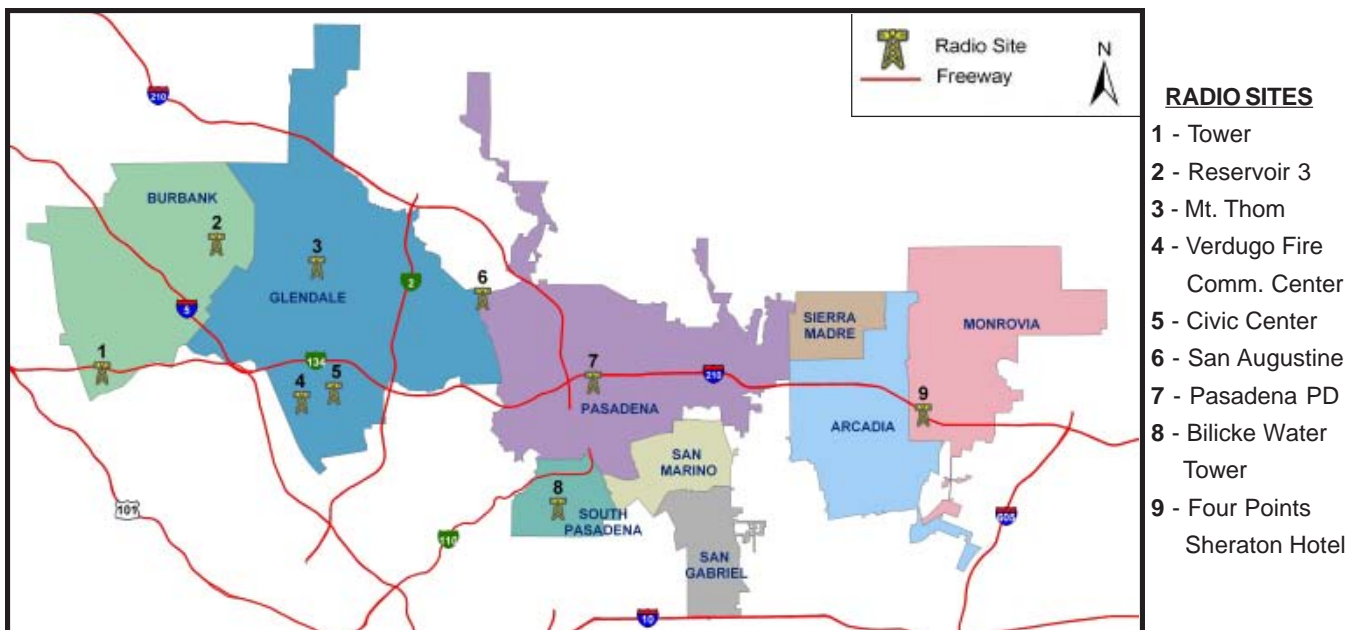 Radio Site
Freeway
N
210
BURBANK
2
3
GLENDALE
2
6
5
1
134
4
5
7
210
PASADENA
SIERRA
MADRE
MONROVIA
9
ARCADIA
SAN
MARINO
8
SOUTH
PASADENA
101
110
SAN
GABRIEL
605
10
RADIO SITES
1 - Tower
2 - Reservoir 3
3 - Mt. Thom
4 - Verdugo Fire
Comm. Center
5 - Civic Center
6 - San Augustine
7 - Pasadena PD
8 - Bilicke Water
Tower
9 - Four Points
Sheraton Hotel